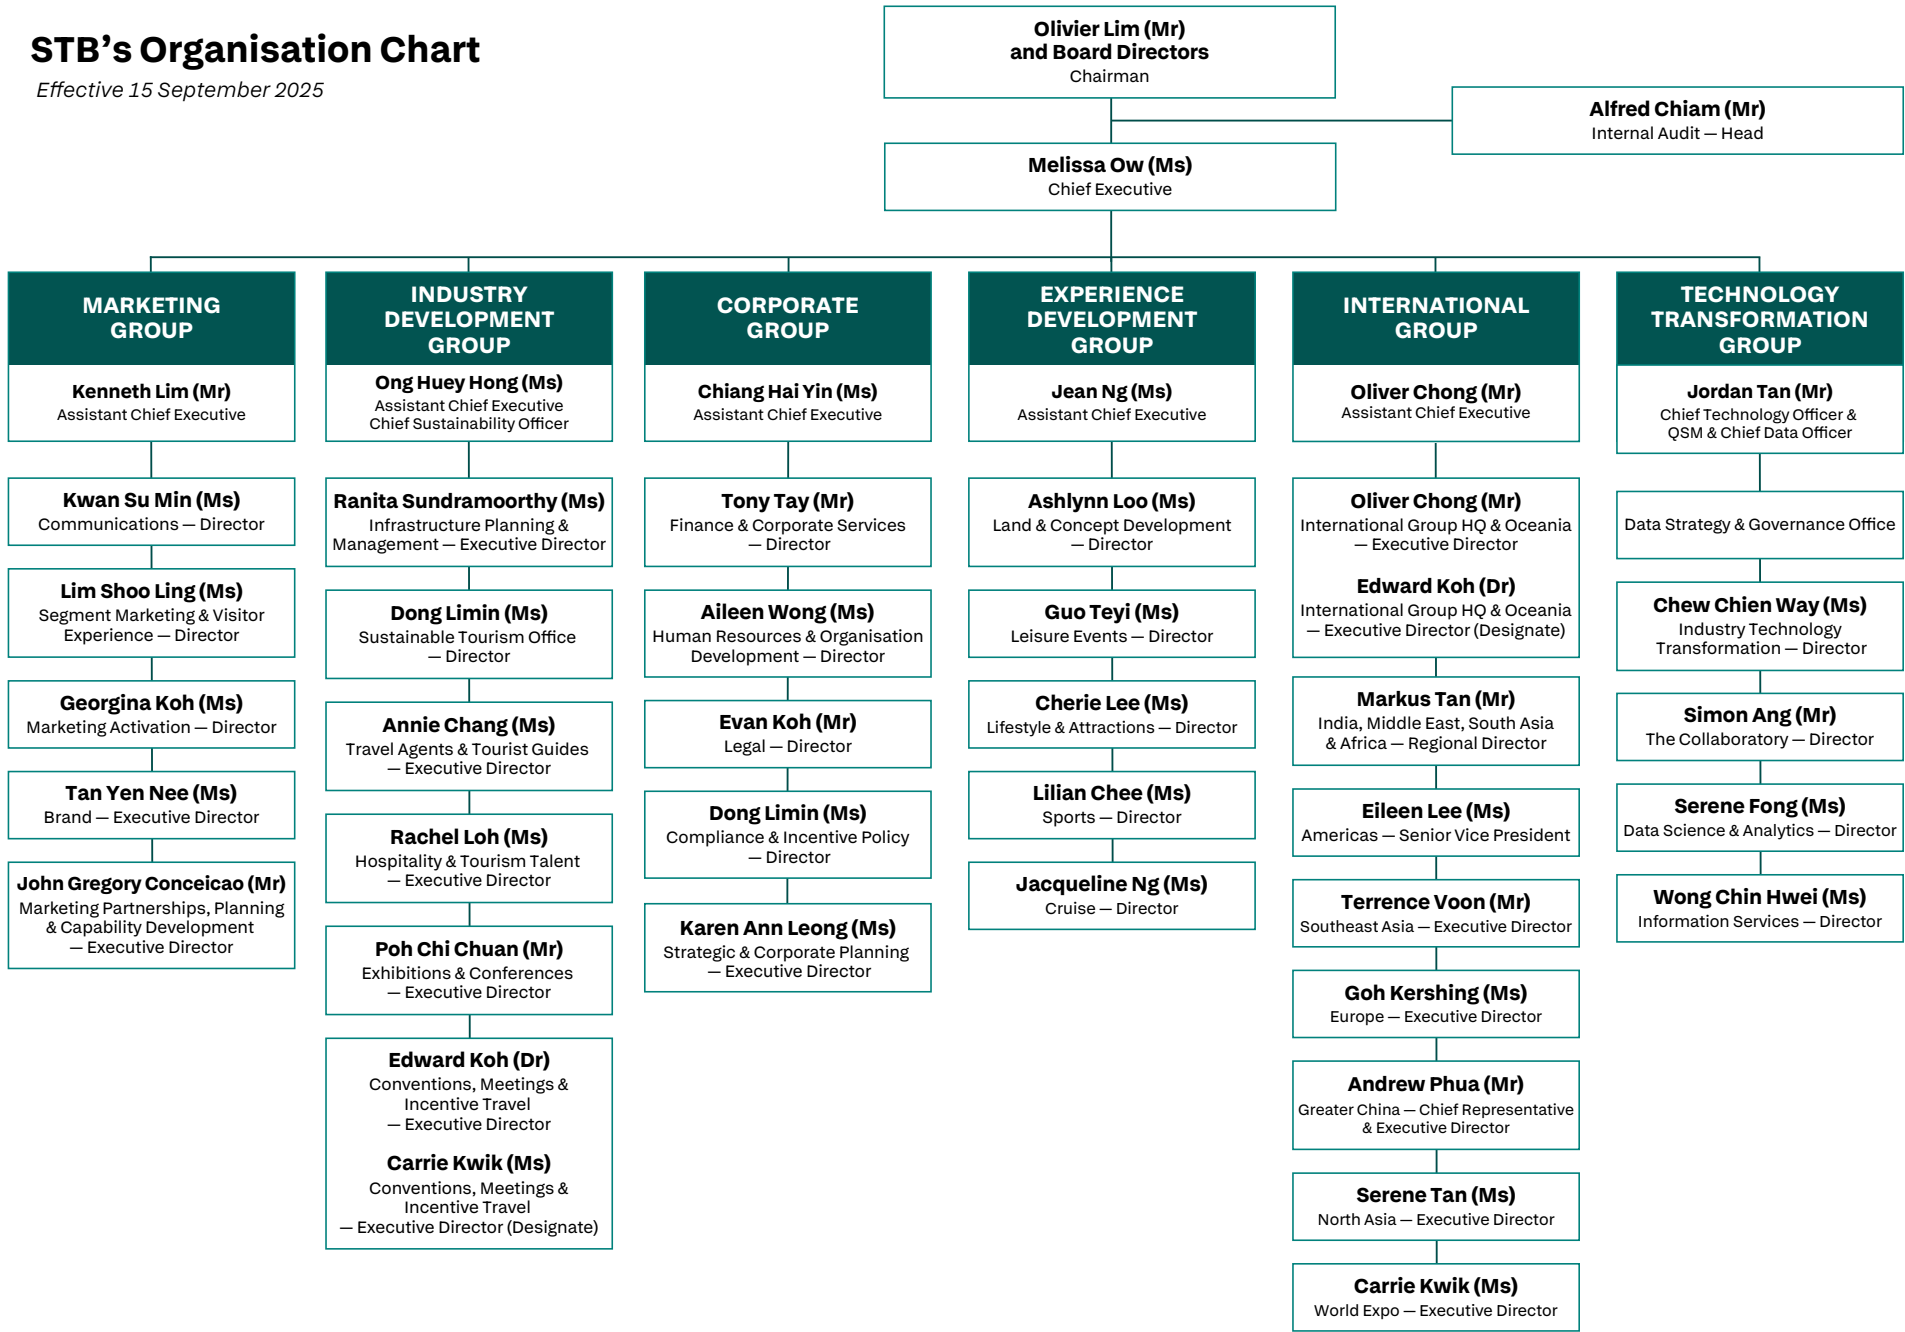 STB’s Organisation Chart
Effective 15 September 2025
Olivier Lim (Mr)
and Board Directors
Chairman
Alfred Chiam (Mr)
Internal Audit — Head
Melissa Ow (Ms)
Chief Executive
MARKETING
GROUP
Kenneth Lim (Mr)
Assistant Chief Executive
Kwan Su Min (Ms)
Communications — Director
Lim Shoo Ling (Ms)
Segment Marketing & Visitor
Experience — Director
Georgina Koh (Ms)
Marketing Activation — Director
Tan Yen Nee (Ms)
Brand — Executive Director
John Gregory Conceicao (Mr)
Marketing Partnerships, Planning
& Capability Development
— Executive Director
INDUSTRY
DEVELOPMENT
GROUP
Ong Huey Hong (Ms)
Assistant Chief Executive
Chief Sustainability Officer
Ranita Sundramoorthy (Ms)
Infrastructure Planning &
Management — Executive Director
Dong Limin (Ms)
Sustainable Tourism Office
— Director
Annie Chang (Ms)
Travel Agents & Tourist Guides
— Executive Director
Rachel Loh (Ms)
Hospitality & Tourism Talent
— Executive Director
Poh Chi Chuan (Mr)
Exhibitions & Conferences
— Executive Director
Edward Koh (Dr)
Conventions, Meetings &
Incentive Travel
— Executive Director
Carrie Kwik (Ms)
Conventions, Meetings &
Incentive Travel
— Executive Director (Designate)
CORPORATE
GROUP
Chiang Hai Yin (Ms)
Assistant Chief Executive
Tony Tay (Mr)
Finance & Corporate Services
— Director
Aileen Wong (Ms)
Human Resources & Organisation
Development — Director
Evan Koh (Mr)
Legal — Director
Dong Limin (Ms)
Compliance & Incentive Policy
— Director
Karen Ann Leong (Ms)
Strategic & Corporate Planning
— Executive Director
EXPERIENCE
DEVELOPMENT
GROUP
Jean Ng (Ms)
Assistant Chief Executive
Ashlynn Loo (Ms)
Land & Concept Development
— Director
Guo Teyi (Ms)
Leisure Events — Director
Cherie Lee (Ms)
Lifestyle & Attractions — Director
Lilian Chee (Ms)
Sports — Director
Jacqueline Ng (Ms)
Cruise — Director
INTERNATIONAL
GROUP
Oliver Chong (Mr)
Assistant Chief Executive
Oliver Chong (Mr)
International Group HQ & Oceania
— Executive Director
Edward Koh (Dr)
International Group HQ & Oceania
— Executive Director (Designate)
Markus Tan (Mr)
India, Middle East, South Asia
& Africa — Regional Director
Eileen Lee (Ms)
Americas — Senior Vice President
Terrence Voon (Mr)
Southeast Asia — Executive Director
Goh Kershing (Ms)
Europe — Executive Director
Andrew Phua (Mr)
Greater China — Chief Representative
& Executive Director
Serene Tan (Ms)
North Asia — Executive Director
Carrie Kwik (Ms)
World Expo — Executive Director
TECHNOLOGY
TRANSFORMATION
GROUP
Jordan Tan (Mr)
Chief Technology Officer &
QSM & Chief Data Officer
Data Strategy & Governance Office
Chew Chien Way (Ms)
Industry Technology
Transformation — Director
Simon Ang (Mr)
The Collaboratory — Director
Serene Fong (Ms)
Data Science & Analytics — Director
Wong Chin Hwei (Ms)
Information Services — Director